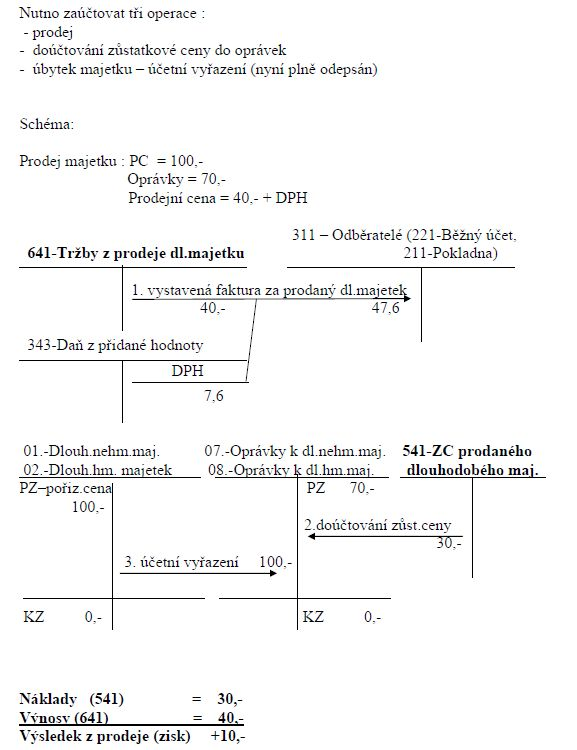 Nutno zaúčtovat tři operace :
- prodej
- doúčtování zůstatkové ceny do oprávek
- úbytek majetku – účetní vyřazení (nyní plně odepsán)
Schéma:
Prodej majetku : PC = 100,-
Oprávky = 70,-
Prodejní cena = 40,- + DPH
311 – Odběratelé (221-Běžný účet,
641-Tržby z prodeje dl.majetku 211-Pokladna)
1. vystavená faktura za prodaný dl.majetek
40,- 47,6
343-Daň z přidané hodnoty
DPH
7,6
01.-Dlouh.nehm.maj. 07.-Oprávky k dl.nehm.maj. 541-ZC prodaného
02.-Dlouh.hm. majetek 08.-Oprávky k dl.hm.maj. dlouhodobého maj.
PZ–pořiz.cena PZ 70,-
100,-
2.doúčtování zůst.ceny
30,-
3. účetní vyřazení 100,-
KZ 0,- KZ 0,-
Náklady (541) = 30,-
Výnosy (641) = 40,-
Výsledek z prodeje (zisk) +10,-